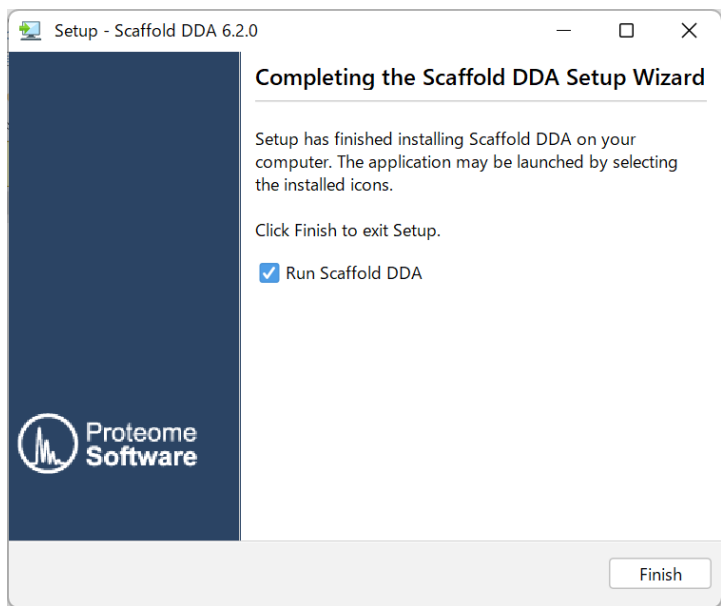 Setup - Scaffold DDA 6.2.0
Completing the Scaffold DDA Setup Wizard
Setup has finished installing Scaffold DDA on your
computer. The application may be launched by selecting
the installed icons.
Click Finish to exit Setup.
Run Scaffold DDA
Proteome
Software
Finish